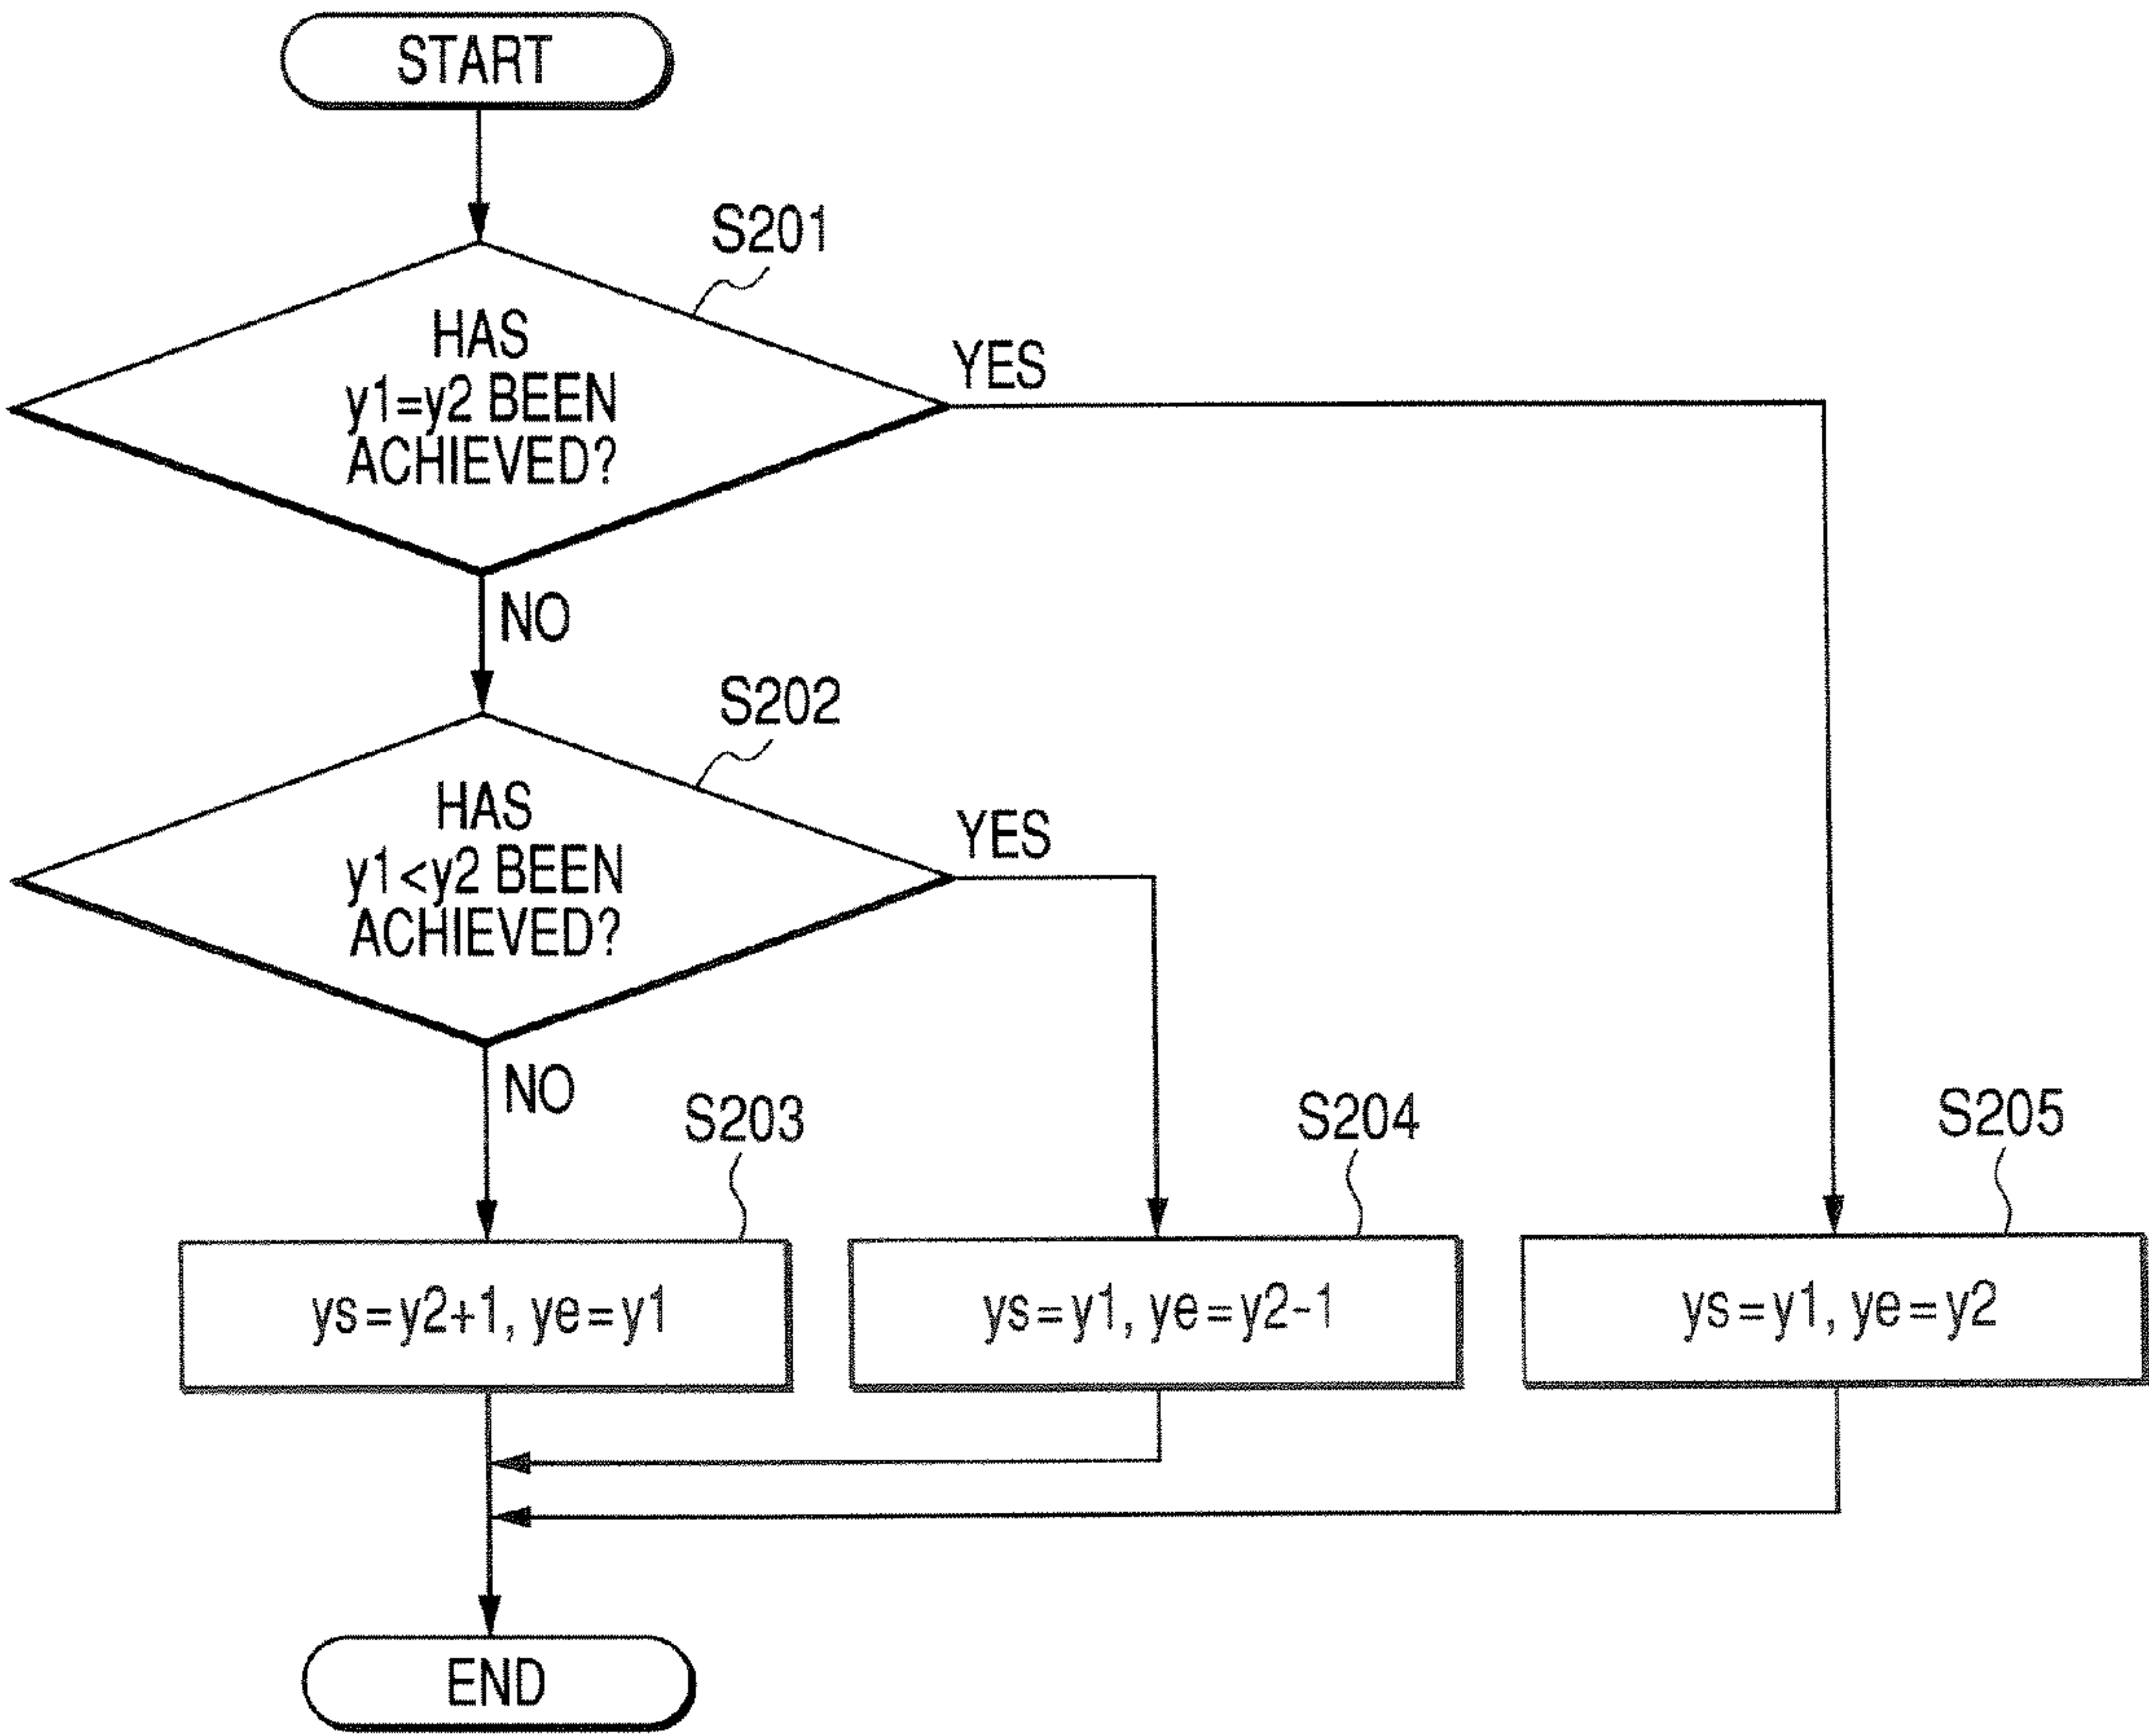 START
S201
HAS
y1=y2 BEEN
ACHIEVED?
YES
NO
S202
HAS
y1<y2 BEEN
ACHIEVED?
YES
NO
S203
S204
S205
ys=y2+1, ye=y1
ys=y1, ye=y2-1
ys=y1, ye=y2
END